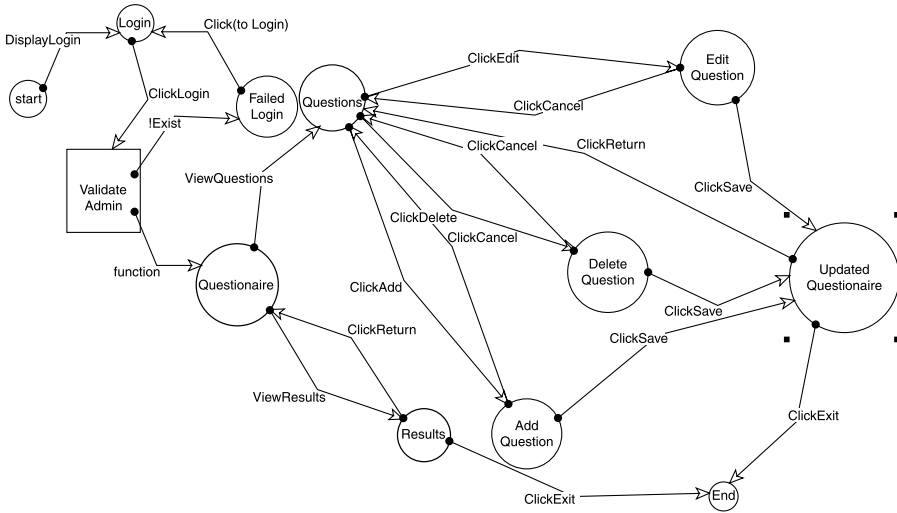 Login
Click(to Login)
DisplayLogin
start
ClickLogin
Failed
Login
Questions
ClickEdit
Edit
Question
ClickCancel
!Exist
ClickCancel
ClickReturn
Validate
Admin
ViewQuestions
ClickSave
ClickDelete
ClickCancel
function
Questionaire
ClickAdd
Delete
Question
Updated
Questionaire
ClickSave
ClickReturn
ClickSave
ViewResults
ClickExit
Results
Add
Question
End
ClickExit